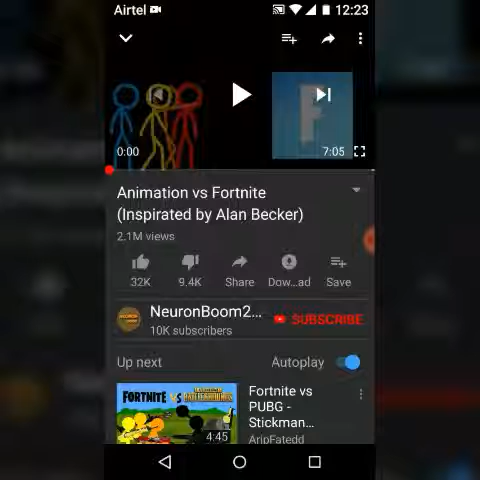 Airtel
12:23
0:00
7:05
Animation vs Fortnite
(Inspirated by Alan Becker)
2.1M views
32K
9.4K
Share
Dow...ad
Save
NeuronBoom2...
SUBSCRIBE
10K subscribers
Up next
Autoplay
FORTNITE VS
4:45
Fortnite vs
PUBG -
Stickman...
AripFatedd